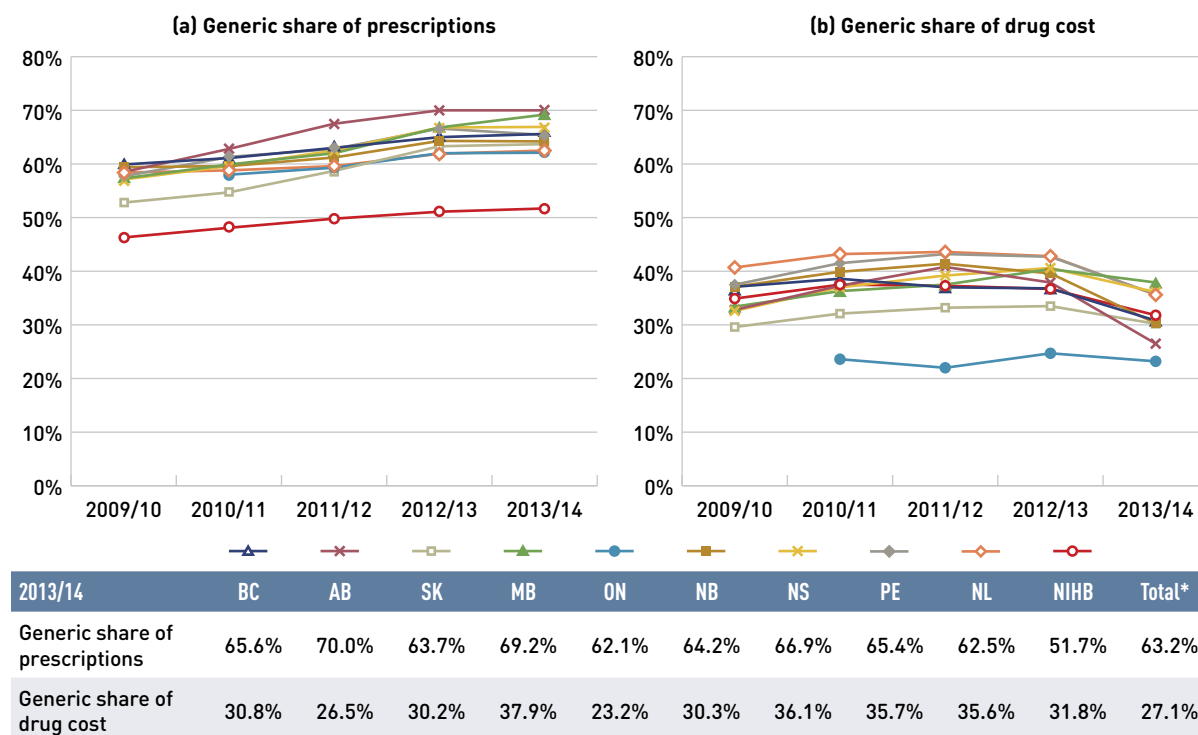 (a) Generic share of prescriptions
80%
70%
60%
50%
40%
30%
20%
10%
0%
2009/10 2010/11 2011/12 2012/13 2013/14
(b) Generic share of drug cost
80%
70%
60%
50%
40%
30%
20%
10%
0%
2009/10 2010/11 2011/12 2012/13 2013/14
2013/14 BC AB SK MB ON NB NS PE NL NIHB Total*
Generic share of
prescriptions 65.6% 70.0% 63.7% 69.2% 62.1% 64.2% 66.9% 65.4% 62.5% 51.7% 63.2%
Generic share of
drug cost 30.8% 26.5% 30.2% 37.9% 23.2% 30.3% 36.1% 35.7% 35.6% 31.8% 27.1%